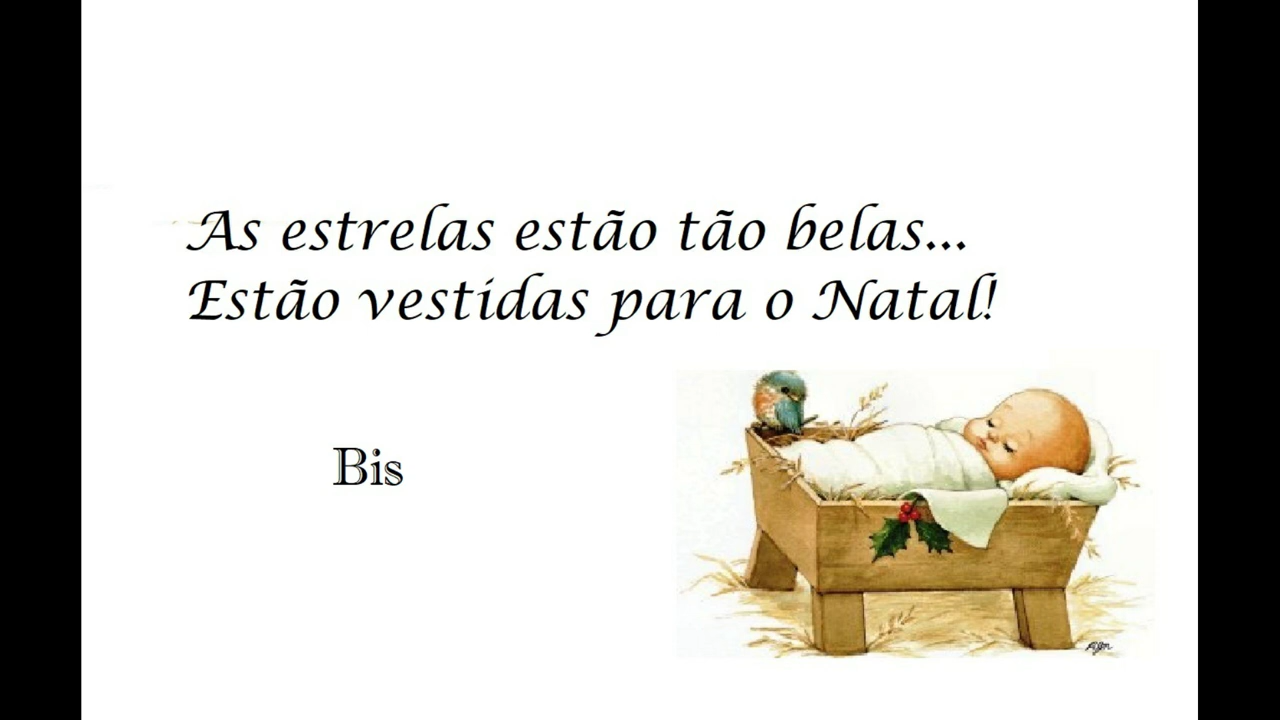 As estrelas estão tão belas...
Estão vestidas para o Natal!
Bis